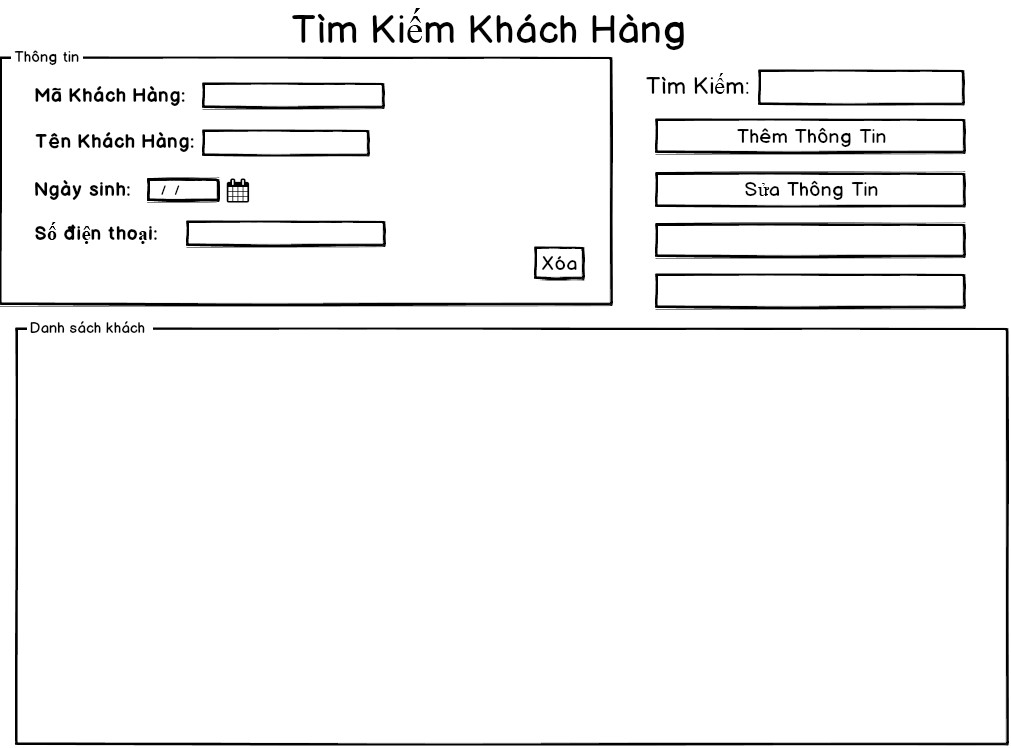 Tìm Kiếm Khách Hàng
Thông tin
Mã Khách Hàng:
Tên Khách Hàng:
Ngày sinh: / /
Số điện thoại:
Xóa
Tìm Kiếm:
Thêm Thông Tin
Sửa Thông Tin
Danh sách khách